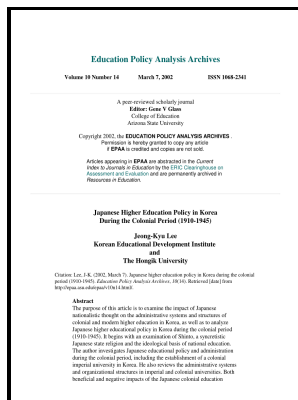 Education Policy Analysis Archives
Volume 10 Number 14 March 7, 2002 ISSN 1068-2341
A peer-reviewed scholarly journal
Editor: Gene V Glass
College of Education
Arizona State University
Copyright 2002, the EDUCATION POLICY ANALYSIS ARCHIVES .
Permission is hereby granted to copy any article
if EPAA is credited and copies are not sold.
Articles appearing in EPAA are abstracted in the Current
Index to Journals in Education by the ERIC Clearinghouse
on Assessment and Evaluation and are permanently archived in
Resources in Education.
Japanese Higher Education Policy in Korea
During the Colonial Period (1910-1945)
Jeong-Kyu Lee
Korean Educational Development Institute
and
The Hongik University
Citation: Lee, J-K. (2002, March 7). Japanese higher education policy in Korea during the colonial
period (1910-1945). Education Policy Analysis Archives, 10(14). Retrieved [date] from
http://epaa.asu.edu/epaa/v10n14.html.
Abstract
The purpose of this article is to examine the impact of Japanese
nationalistic thought on the administrative systems and structures of
colonial and modern higher education in Korea, as well as to analyze
Japanese higher educational policy in Korea during the colonial period
(1910-1945). It begins with an examination of Shinto, a syncretistic
Japanese state religion and the ideological basis of national education.
The author investigates Japanese educational policy and administration
during the colonial period, including the establishment of a colonial
imperial university in Korea. He also reviews the administrative systems
and organizational structures in imperial and colonial universities. Both
beneficial and negative impacts of the Japanese colonial education